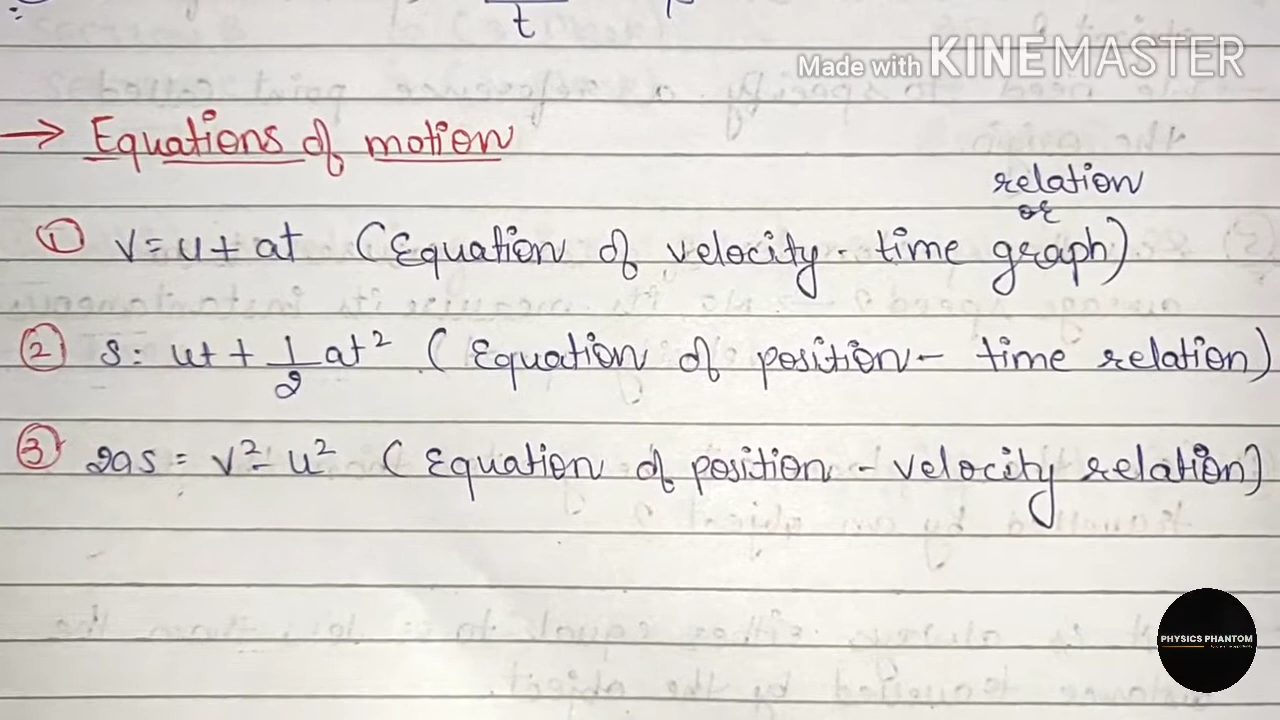 t
Made with KINEMASTER
→ Equations of motion
relation
or
① v = u + at (Equation of velocity - time graph)
② s = ut + 1/2 at² (Equation of position - time relation)
③ 2as = v² - u² (Equation of position - velocity relation)
PHYSICS PHANTOM